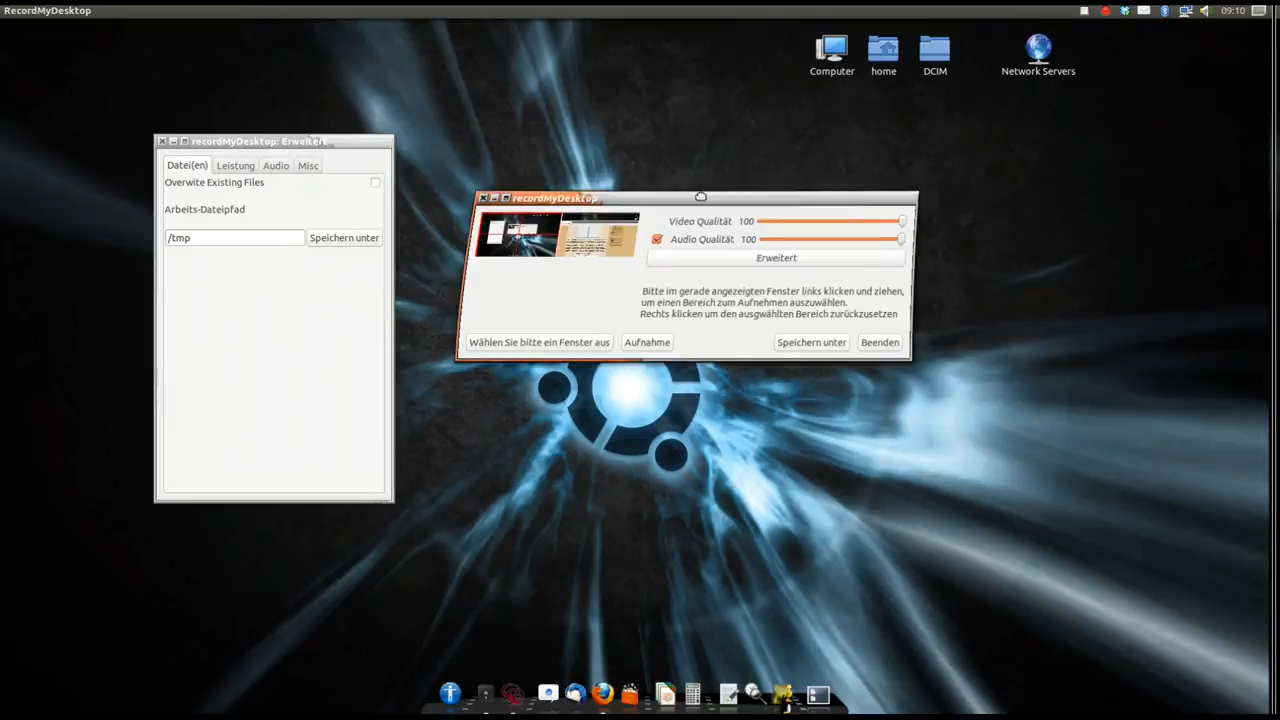 RecordMyDesktop
09:10
Computer
home
DCIM
Network Servers
recordMyDesktop: Erweitert
Datei(en)
Leistung
Audio
Misc
Overwite Existing Files
Arbeits-Dateipfad
/tmp
Speichern unter
recordMyDesktop
Video Qualität 100
Audio Qualität 100
Erweitert
Bitte im gerade angezeigten Fenster links klicken und ziehen,
um einen Bereich zum Aufnehmen auszuwählen.
Rechts klicken um den ausgwählten Bereich zurückzusetzen
Wählen Sie bitte ein Fenster aus
Aufnahme
Speichern unter
Beenden